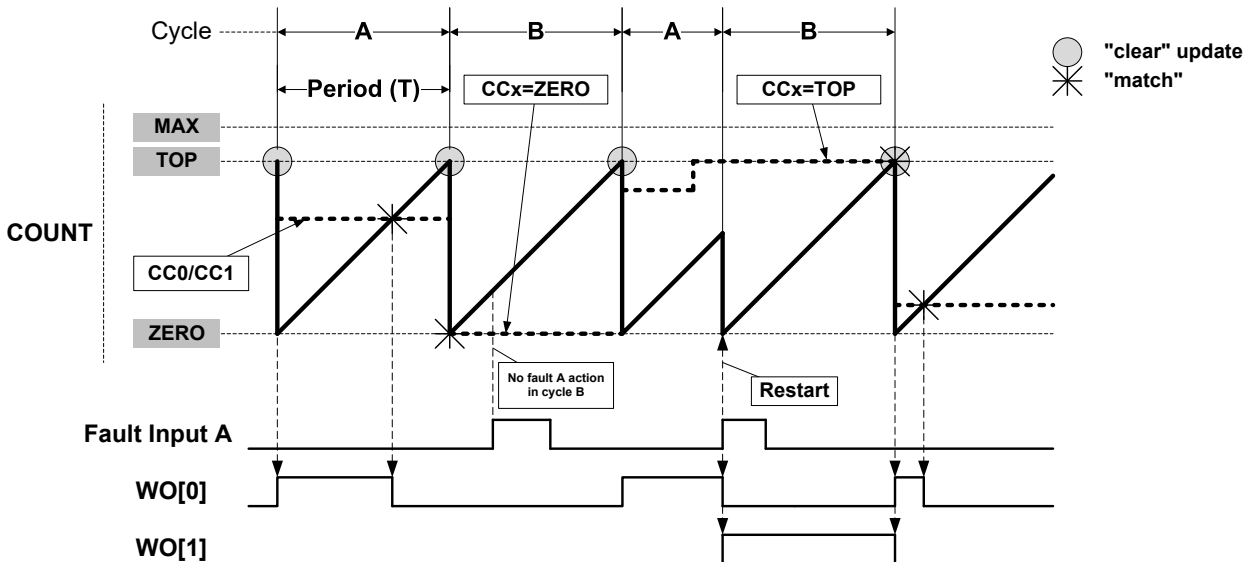 Cycle
A
B
A
B
"clear" update
"match"
Period (T)
CCx=ZERO
CCx=TOP
MAX
TOP
COUNT
CC0/CC1
ZERO
No fault A action
in cycle B
Restart
Fault Input A
WO[0]
WO[1]